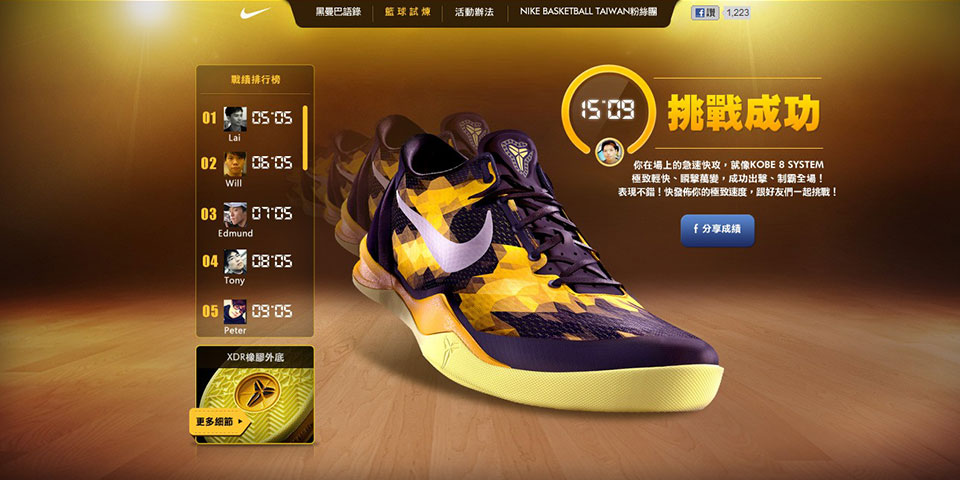 黑曼巴語錄
籃球試煉
活動辦法
NIKE BASKETBALL TAIWAN粉絲團
讚
1,223
戰績排行榜
01
05"05
Lai
02
06"05
Will
03
07"05
Edmund
04
08"05
Tony
05
09"05
Peter
XDR橡膠外底
更多細節
15"09
挑戰成功
你在場上的急速快攻，就像KOBE 8 SYSTEM
極致輕快、瞬擊萬變，成功出擊、制霸全場！
表現不錯！快發佈你的極致速度，跟好友們一起挑戰！
f 分享成績